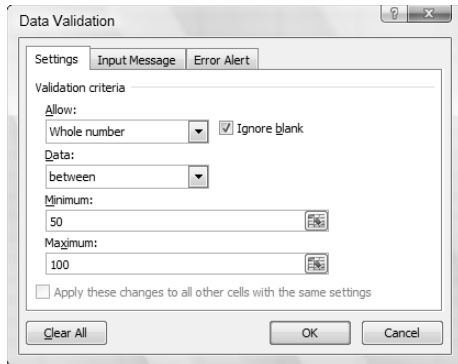 Data Validation
Settings Input Message Error Alert
Validation criteria
Allow:
Whole number Ignore blank
Data:
between
Minimum:
50
Maximum:
100
Apply these changes to all other cells with the same settings
Clear All OK Cancel